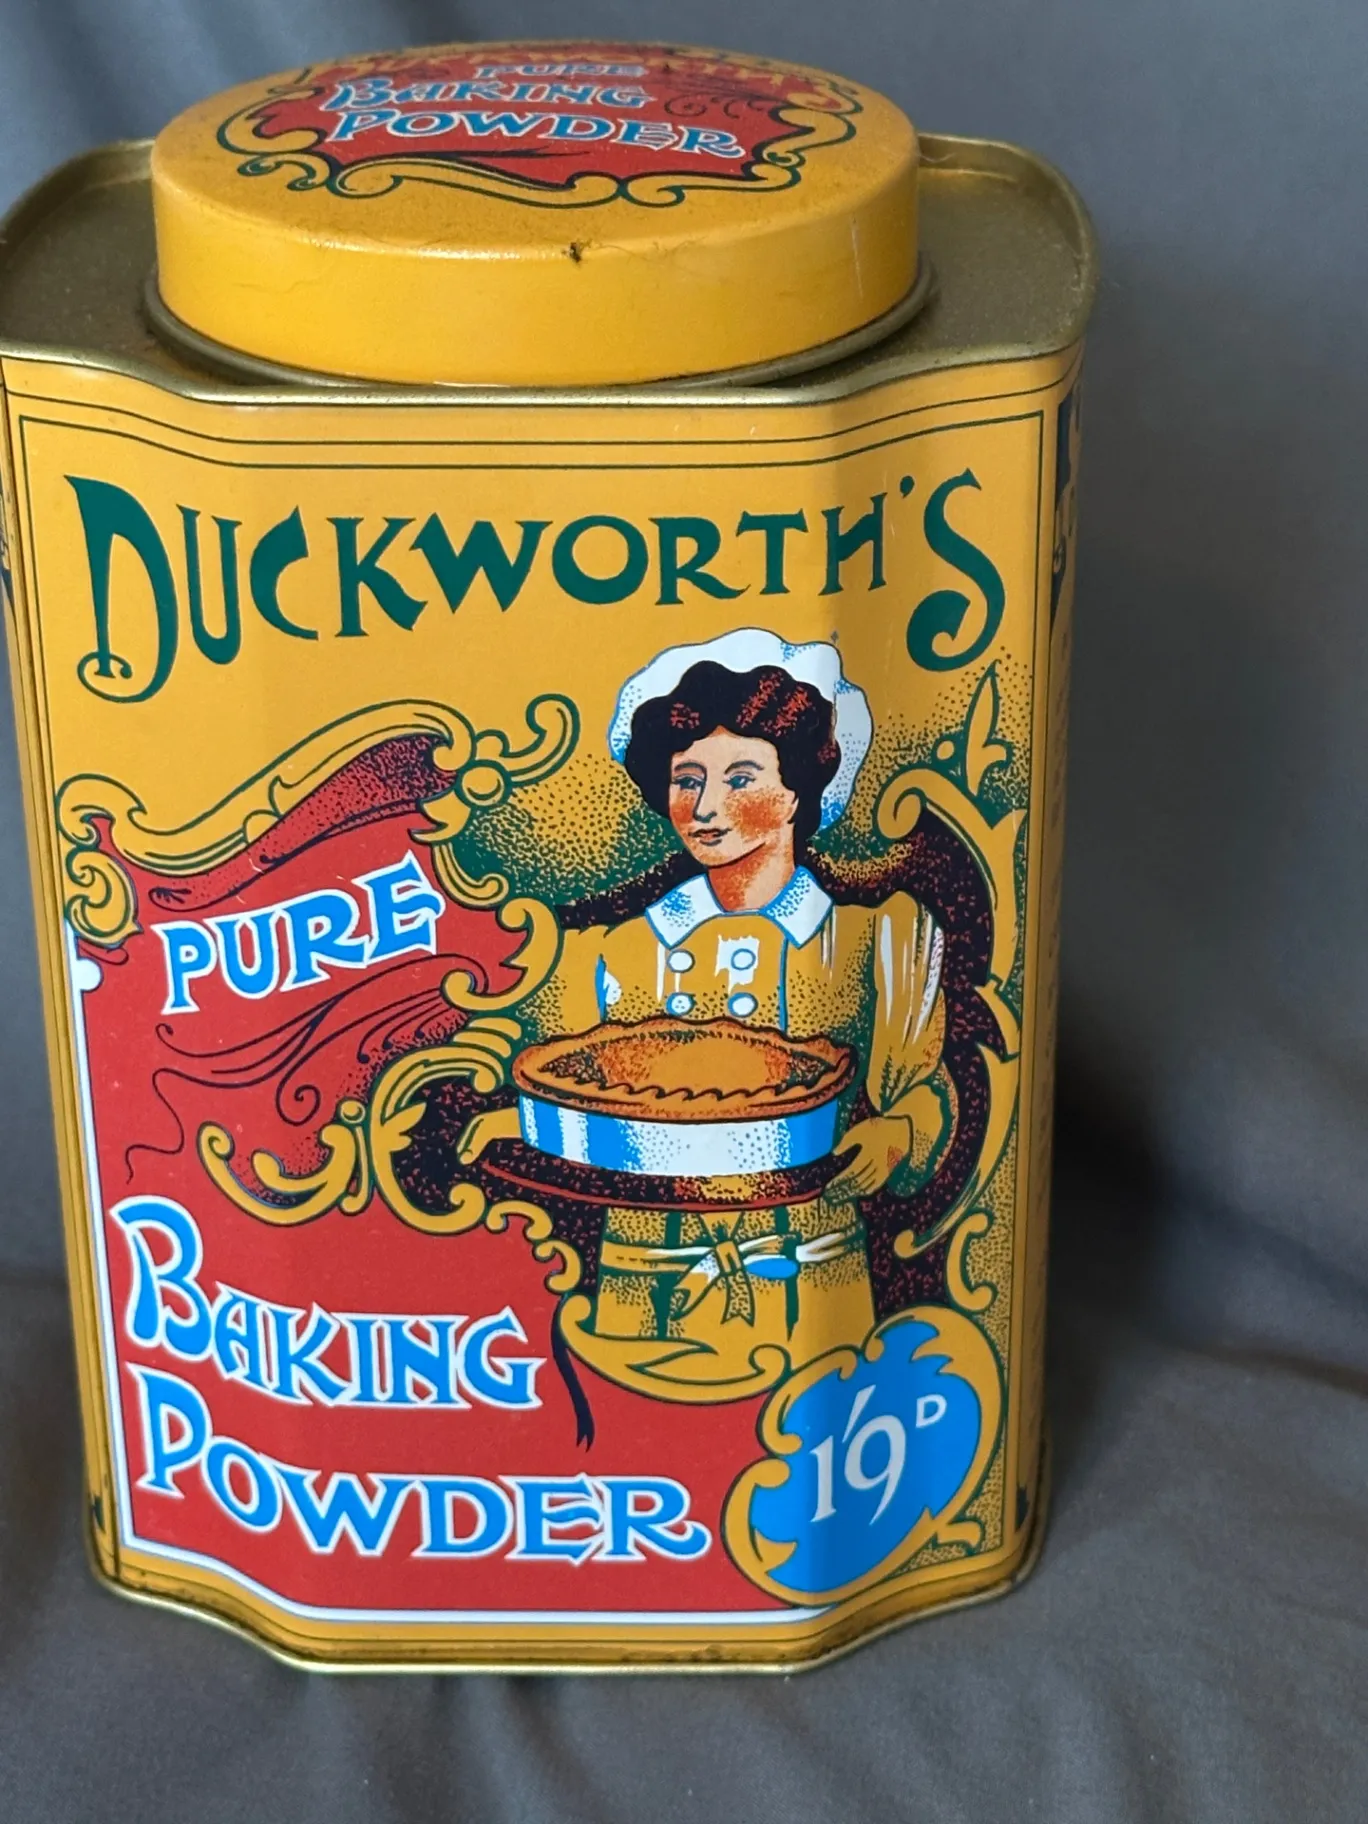 PURE
BAKING
POWDER
DUCKWORTH'S
PURE
BAKING
POWDER
1'9D